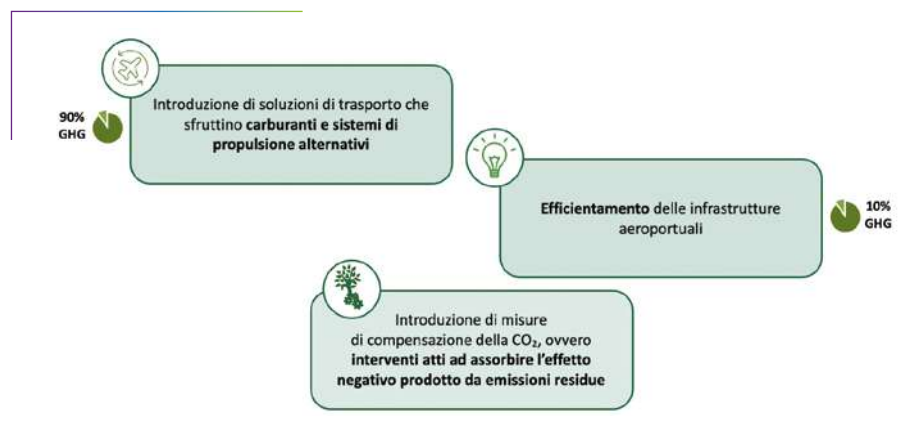 90%
GHG
Introduzione di soluzioni di trasporto che
sfruttino carburanti e sistemi di
propulsione alternativi
Efficientamento delle infrastrutture
aeroportuali
10%
GHG
Introduzione di misure
di compensazione della CO₂, ovvero
interventi atti ad assorbire l'effetto
negativo prodotto da emissioni residue